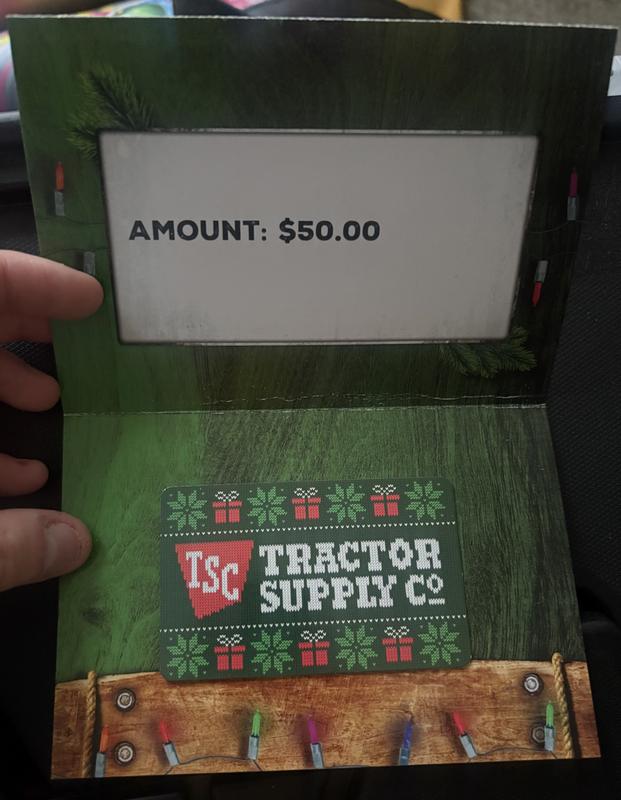 AMOUNT: $50.00
TSC TRACTOR
SUPPLY CO